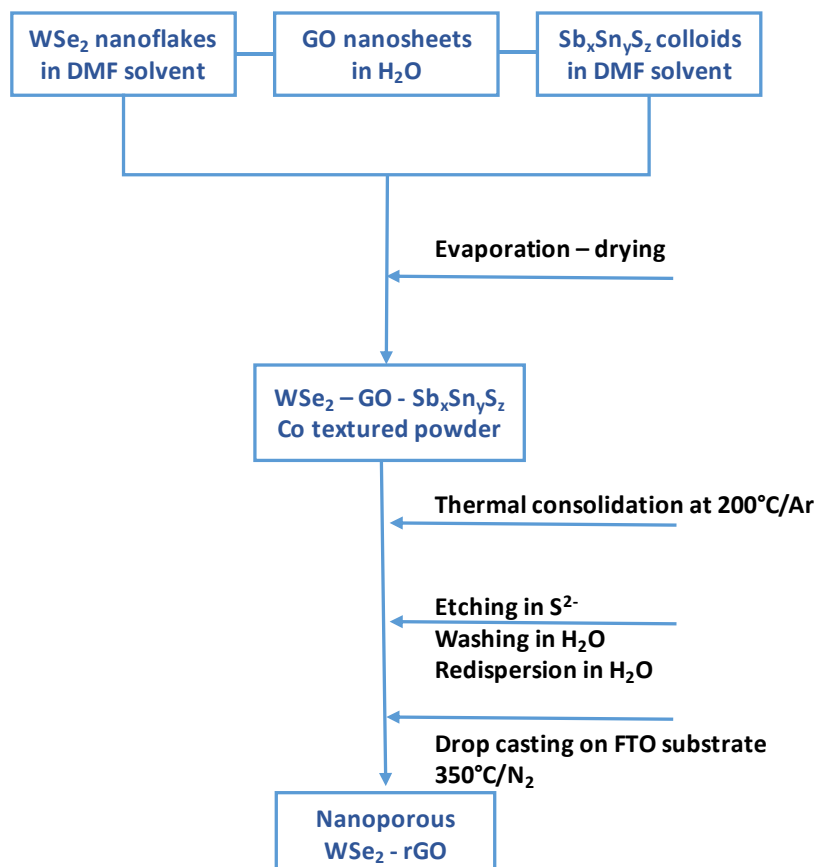 WSe₂ nanoflakes
in DMF solvent
GO nanosheets
in H₂O
SbₓSnᵧS𝓏 colloids
in DMF solvent
Evaporation – drying
WSe₂ – GO - SbₓSnᵧS𝓏
Co textured powder
Thermal consolidation at 200°C/Ar
Etching in S²⁻
Washing in H₂O
Redispersion in H₂O
Drop casting on FTO substrate
350°C/N₂
Nanoporous
WSe₂ - rGO